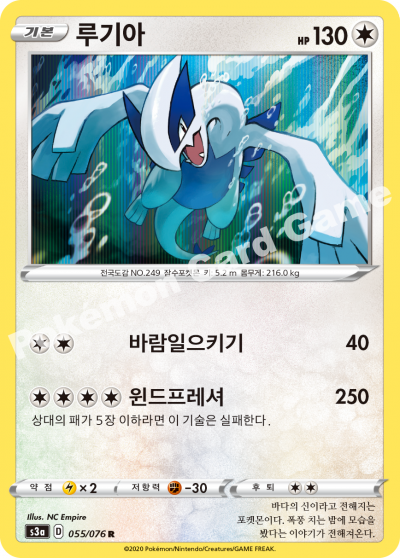 기본 루기아 HP 130
전국도감 NO.249 잠수포켓몬 키: 5.2 m 몸무게: 216.0 kg
Pokémon Card Game
바람일으키기 40
윈드프레셔 250
상대의 패가 5장 이하라면 이 기술은 실패한다.
약점 ×2 저항력 -30 후퇴
Illus. NC Empire
s3a D 055/076 R
바다의 신이라고 전해지는
포켓몬이다. 폭풍 치는 밤에 모습을
봤다는 이야기가 전해져온다.
©2020 Pokémon/Nintendo/Creatures/GAME FREAK.